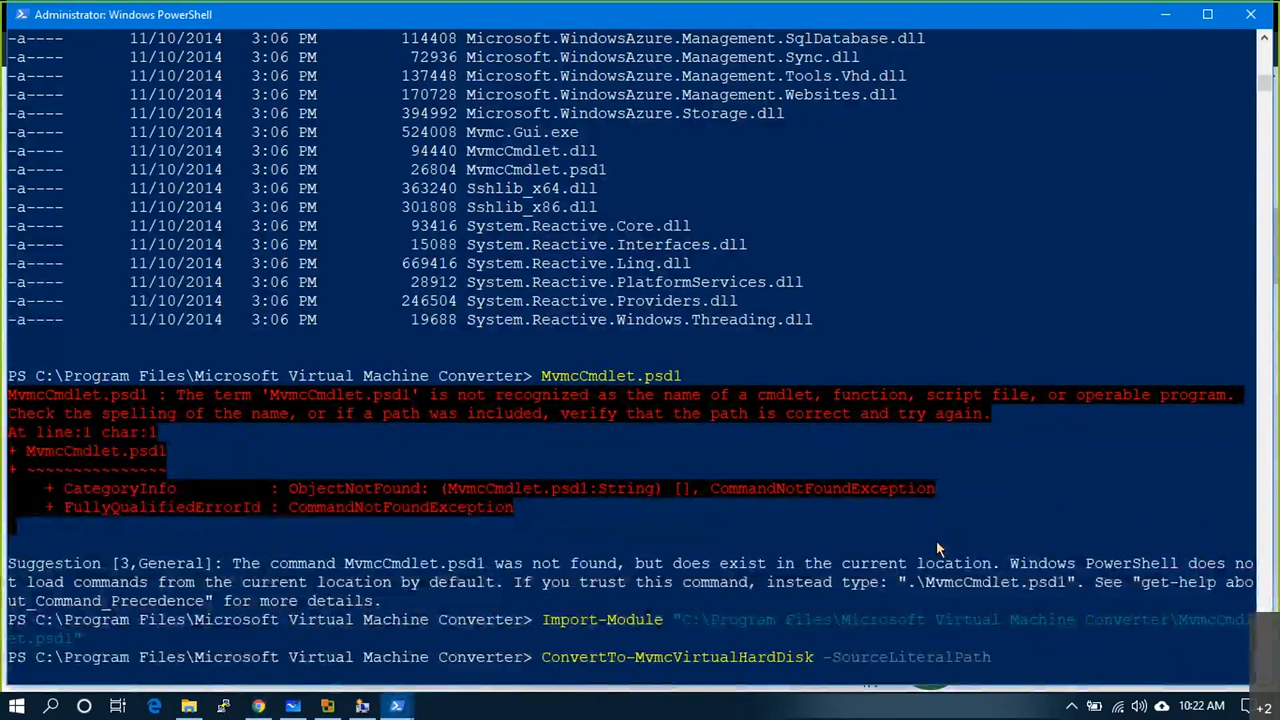 Administrator: Windows PowerShell
-a---- 11/10/2014 3:06 PM 114408 Microsoft.WindowsAzure.Management.SqlDatabase.dll
-a---- 11/10/2014 3:06 PM 72936 Microsoft.WindowsAzure.Management.Sync.dll
-a---- 11/10/2014 3:06 PM 137448 Microsoft.WindowsAzure.Management.Tools.Vhd.dll
-a---- 11/10/2014 3:06 PM 170728 Microsoft.WindowsAzure.Management.Websites.dll
-a---- 11/10/2014 3:06 PM 394992 Microsoft.WindowsAzure.Storage.dll
-a---- 11/10/2014 3:06 PM 524008 Mvmc.Gui.exe
-a---- 11/10/2014 3:06 PM 94440 MvmcCmdlet.dll
-a---- 11/10/2014 3:06 PM 26804 MvmcCmdlet.psd1
-a---- 11/10/2014 3:06 PM 363240 Sshlib_x64.dll
-a---- 11/10/2014 3:06 PM 301808 Sshlib_x86.dll
-a---- 11/10/2014 3:06 PM 93416 System.Reactive.Core.dll
-a---- 11/10/2014 3:06 PM 15088 System.Reactive.Interfaces.dll
-a---- 11/10/2014 3:06 PM 669416 System.Reactive.Linq.dll
-a---- 11/10/2014 3:06 PM 28912 System.Reactive.PlatformServices.dll
-a---- 11/10/2014 3:06 PM 246504 System.Reactive.Providers.dll
-a---- 11/10/2014 3:06 PM 19688 System.Reactive.Windows.Threading.dll
PS C:\Program Files\Microsoft Virtual Machine Converter> MvmcCmdlet.psd1
MvmcCmdlet.psd1 : The term 'MvmcCmdlet.psd1' is not recognized as the name of a cmdlet, function, script file, or operable program.
Check the spelling of the name, or if a path was included, verify that the path is correct and try again.
At line:1 char:1
+ MvmcCmdlet.psd1
+ ~~~~~~~~~~~~~~~
+ CategoryInfo : ObjectNotFound: (MvmcCmdlet.psd1:String) [], CommandNotFoundException
+ FullyQualifiedErrorId : CommandNotFoundException
Suggestion [3,General]: The command MvmcCmdlet.psd1 was not found, but does exist in the current location. Windows PowerShell does no
t load commands from the current location by default. If you trust this command, instead type: ".\MvmcCmdlet.psd1". See "get-help abo
ut_Command_Precedence" for more details.
PS C:\Program Files\Microsoft Virtual Machine Converter> Import-Module "C:\Program Files\Microsoft Virtual Machine Converter\MvmcCmdl
et.psd1"
PS C:\Program Files\Microsoft Virtual Machine Converter> ConvertTo-MvmcVirtualHardDisk -SourceLiteralPath
10:22 AM
+2